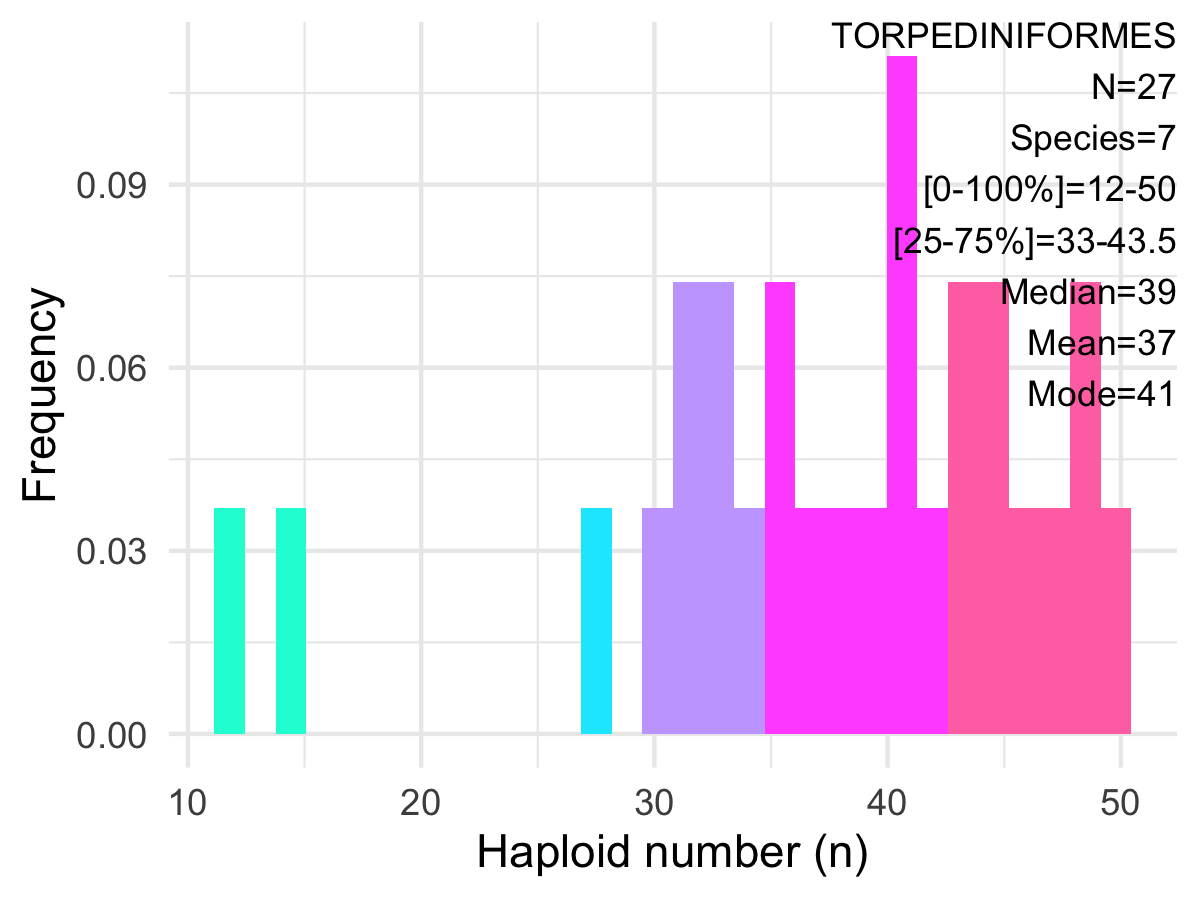 TORPEDINIFORMES
N=27
Species=7
[0-100%]=12-50
[25-75%]=33-43.5
Median=39
Mean=37
Mode=41
Frequency
0.09
0.06
0.03
0.00
10 20 30 40 50
Haploid number (n)